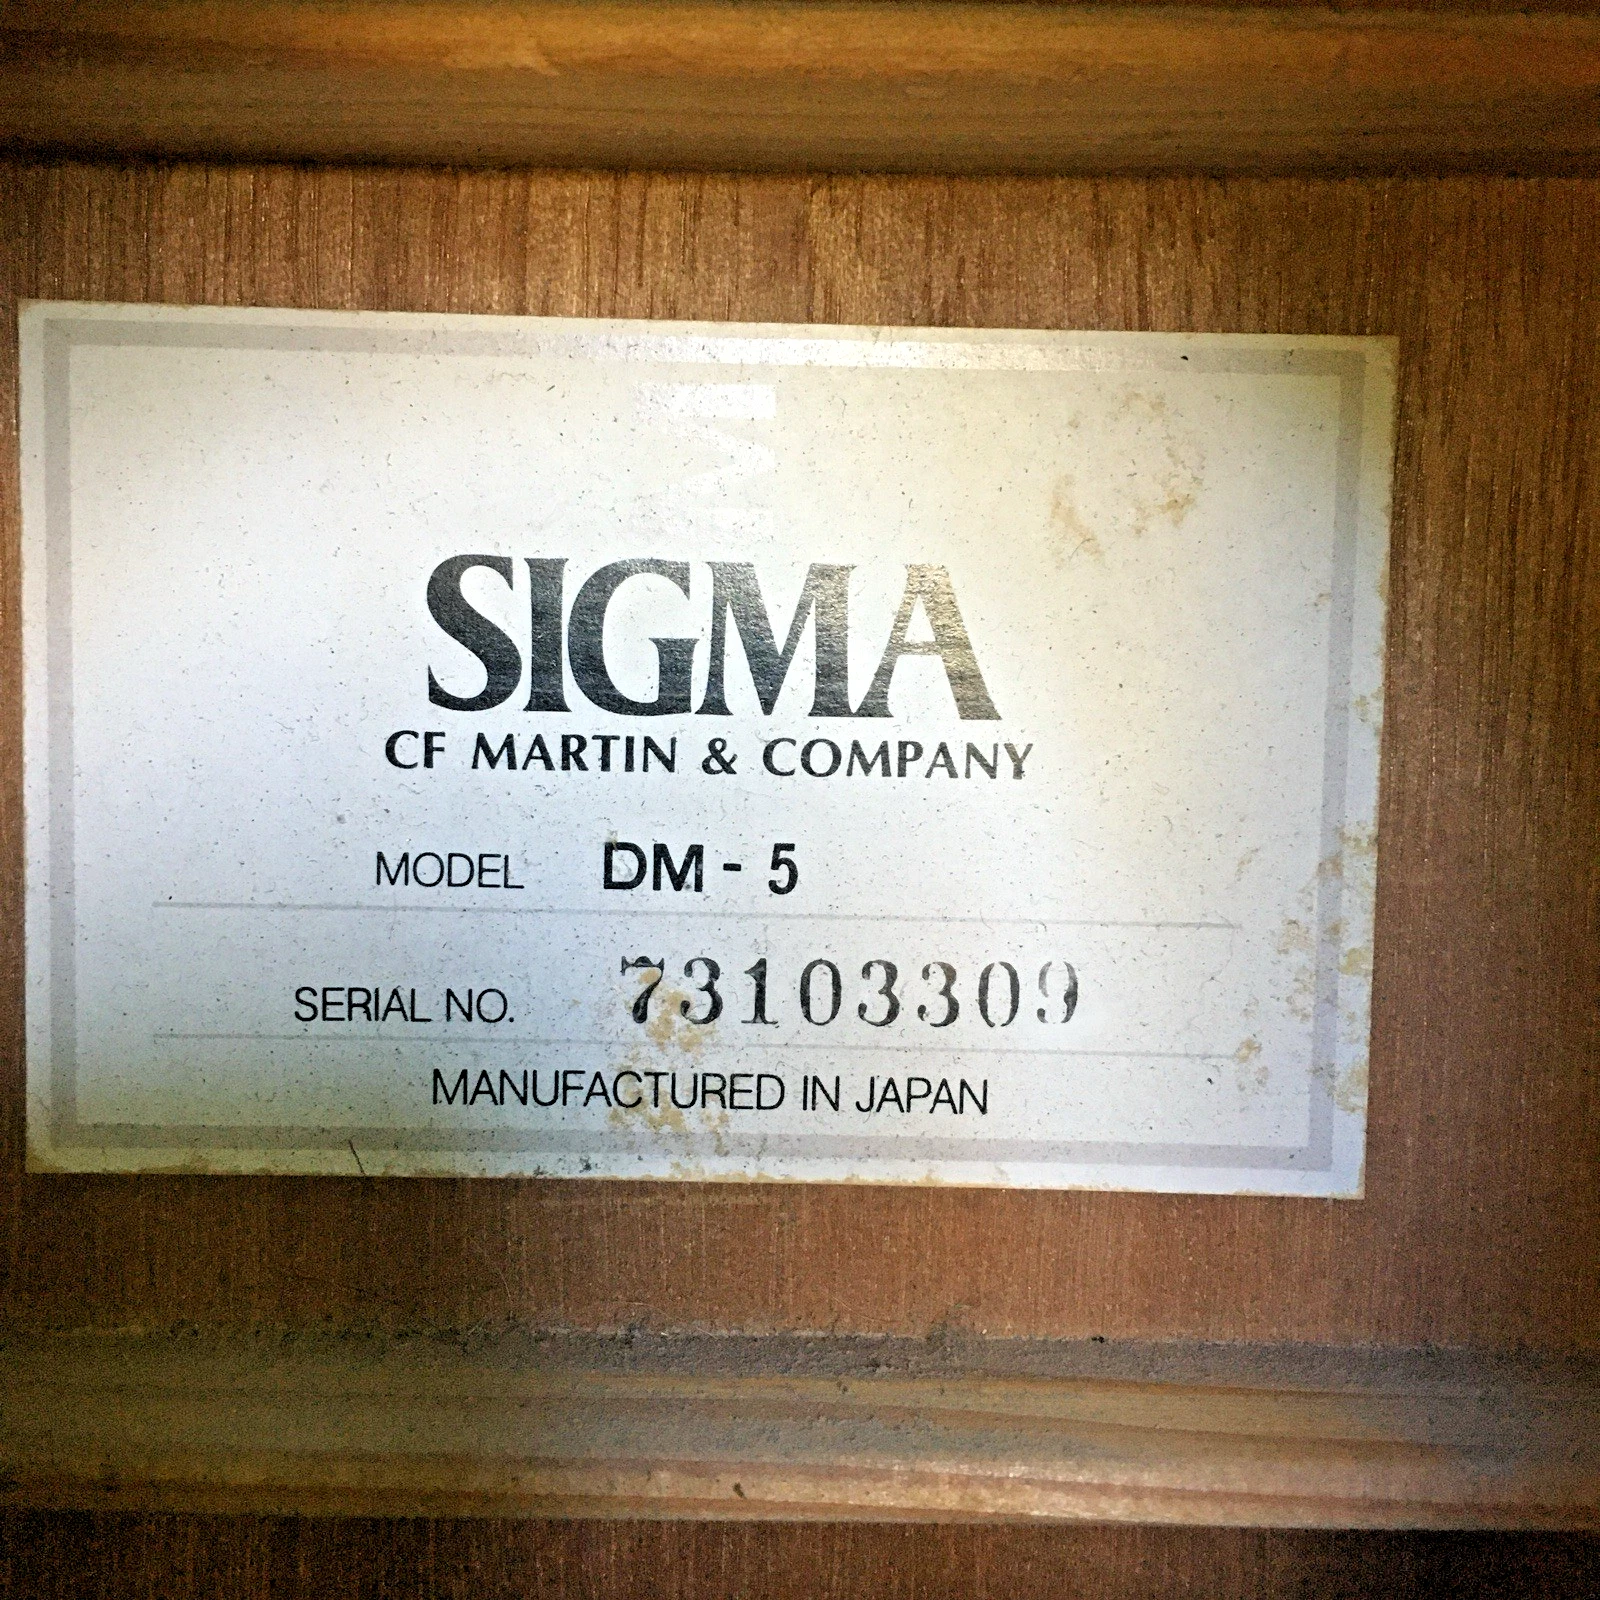 SIGMA
CF MARTIN & COMPANY
MODEL DM - 5
SERIAL NO. 73103309
MANUFACTURED IN JAPAN